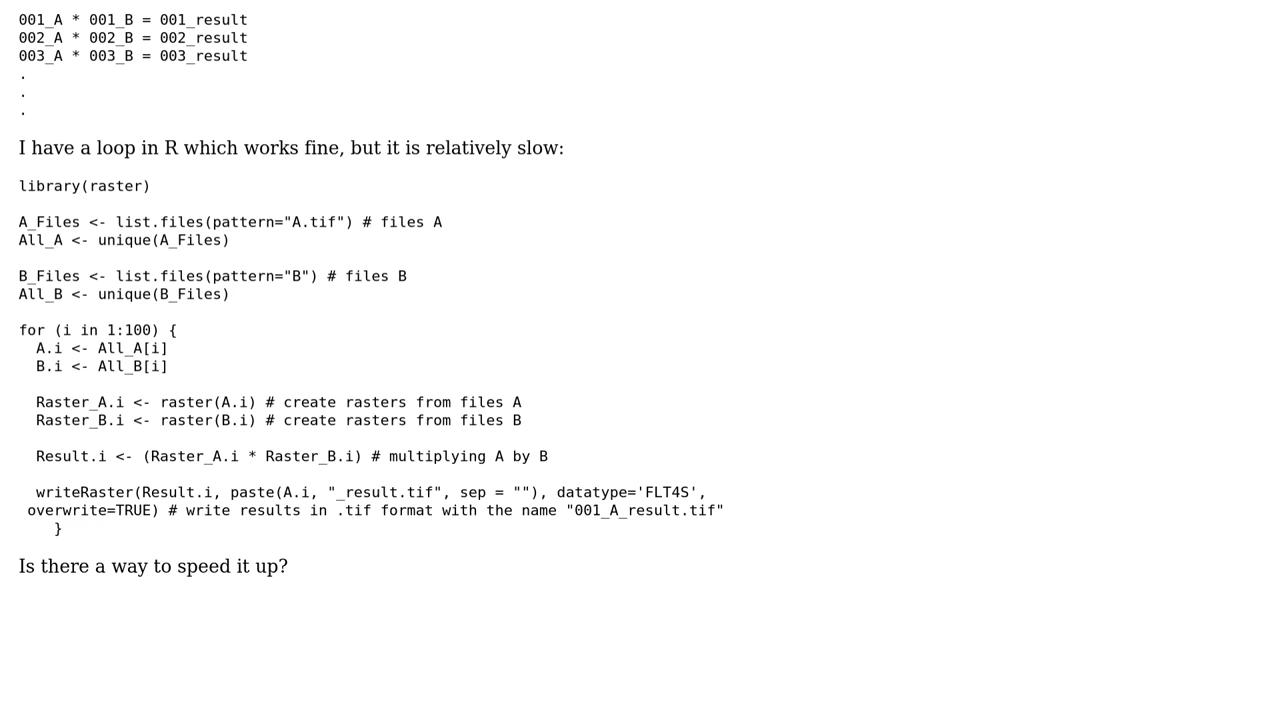 001_A * 001_B = 001_result
002_A * 002_B = 002_result
003_A * 003_B = 003_result
.
.
.
I have a loop in R which works fine, but it is relatively slow:
library(raster)
A_Files <- list.files(pattern="A.tif") # files A
All_A <- unique(A_Files)
B_Files <- list.files(pattern="B") # files B
All_B <- unique(B_Files)
for (i in 1:100) {
  A.i <- All_A[i]
  B.i <- All_B[i]
  Raster_A.i <- raster(A.i) # create rasters from files A
  Raster_B.i <- raster(B.i) # create rasters from files B
  Result.i <- (Raster_A.i * Raster_B.i) # multiplying A by B
  writeRaster(Result.i, paste(A.i, "_result.tif", sep = ""), datatype='FLT4S',
 overwrite=TRUE) # write results in .tif format with the name "001_A_result.tif"
    }
Is there a way to speed it up?